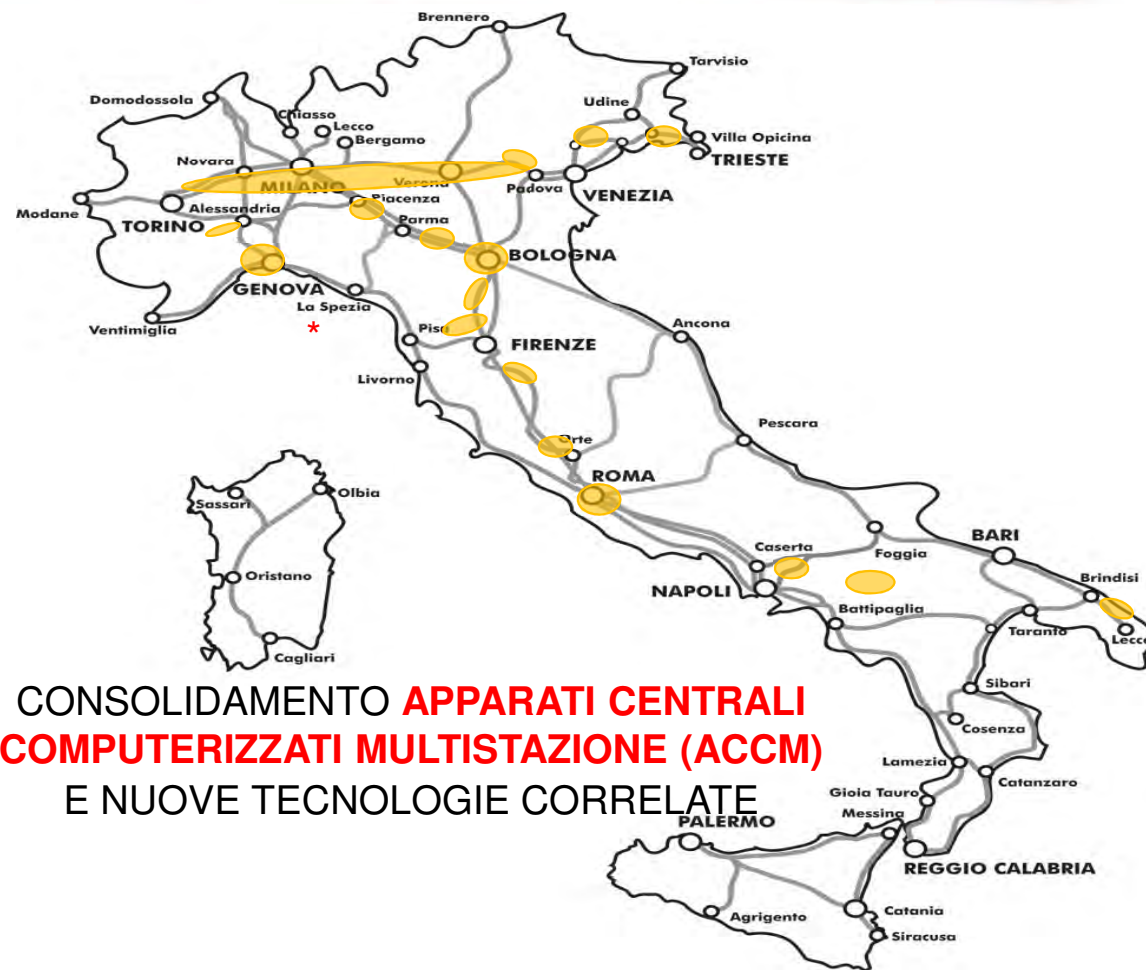 Brennero
Tarvisio
Domodossola
Udine
Chiasso
Lecco
Villa Opicina
Bergamo
TRIESTE
Novara
MILANO
Verona
Padova
VENEZIA
Piacenza
Modane
Alessandria
TORINO
Parma
BOLOGNA
GENOVA
La Spezia
*
Ventimiglia
Pisa
Ancona
FIRENZE
Livorno
Pescara
Orte
ROMA
Sassari
Olbia
Caserta
Foggia
BARI
Oristano
NAPOLI
Brindisi
Battipaglia
Taranto
Lecce
Cagliari
Sibari
CONSOLIDAMENTO APPARATI CENTRALI
COMPUTERIZZATI MULTISTAZIONE (ACCM)
E NUOVE TECNOLOGIE CORRELATE
Cosenza
Lamezia
Catanzaro
Gioia Tauro
Messina
PALERMO
REGGIO CALABRIA
Agrigento
Catania
Siracusa